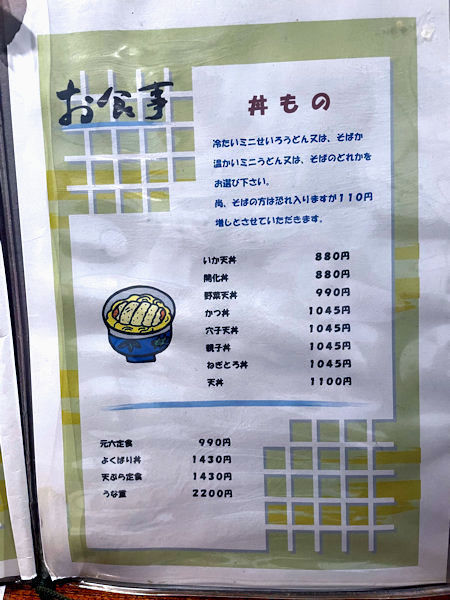 お食事
丼もの
冷たいミニせいろうどん又は、そばか
温かいミニうどん又は、そばのどれかを
お選び下さい。
尚、そばの方は恐れ入りますが110円
増しとさせていただきます。
いか天丼 880円
開化丼 880円
野菜天丼 990円
かつ丼 1045円
穴子天丼 1045円
親子丼 1045円
ねぎとろ丼 1045円
天丼 1100円
元六定食 990円
よくばり丼 1430円
天ぷら定食 1430円
うな重 2200円